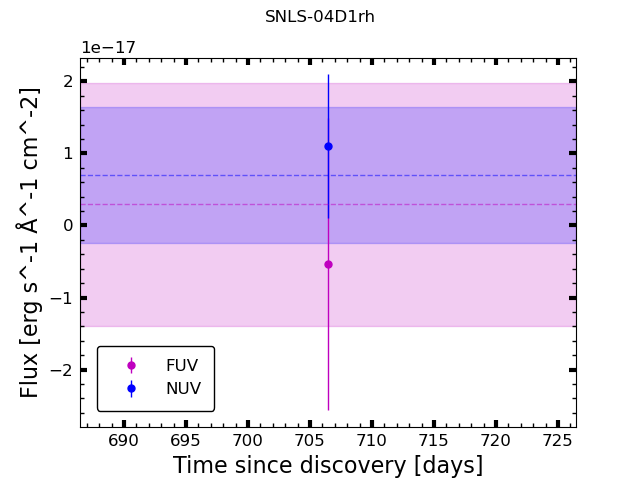 SNLS-04D1rh
1e−17
2
1
0
−1
−2
Flux [erg s^-1 Å^-1 cm^-2]
FUV
NUV
690 695 700 705 710 715 720 725
Time since discovery [days]